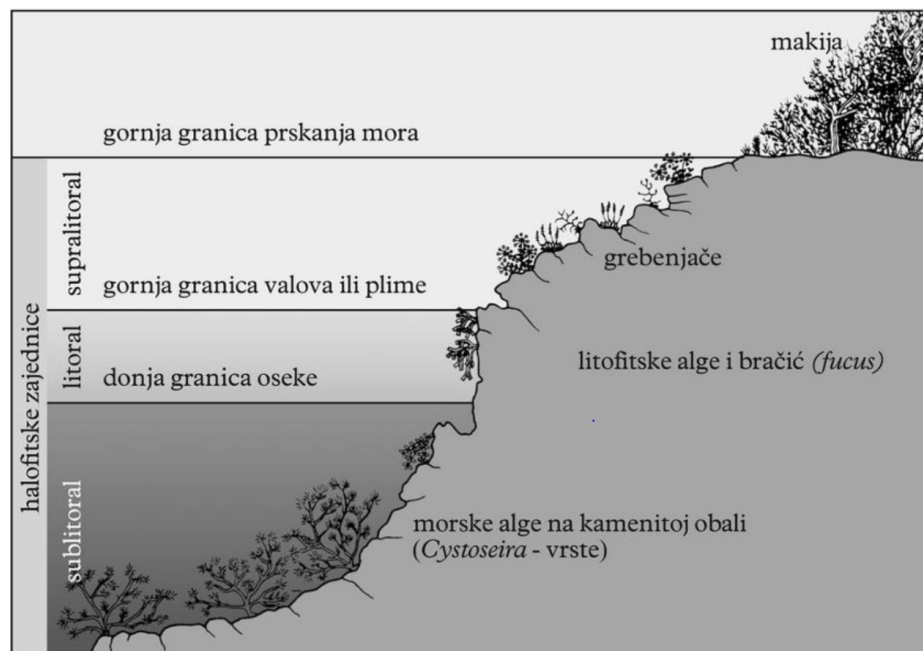 makija
gornja granica prskanja mora
halofitske zajednice
supralitoral
grebenjače
gornja granica valova ili plime
litoral
litofitske alge i bračić (fucus)
donja granica oseke
sublitoral
morske alge na kamenitoj obali
(Cystoseira - vrste)